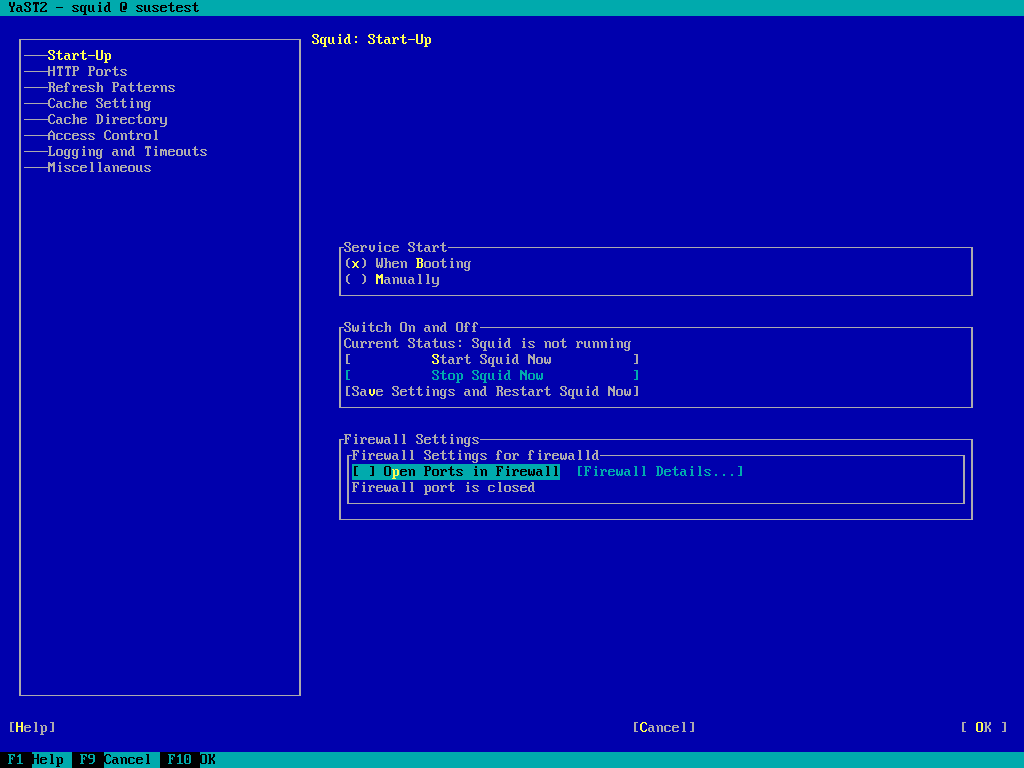 YaST2 - squid @ susetest
Squid: Start-Up
Start-Up
HTTP Ports
Refresh Patterns
Cache Setting
Cache Directory
Access Control
Logging and Timeouts
Miscellaneous
Service Start
(x) When Booting
( ) Manually
Switch On and Off
Current Status: Squid is not running
[          Start Squid Now          ]
[          Stop Squid Now           ]
[Save Settings and Restart Squid Now]
Firewall Settings
Firewall Settings for firewalld
[ ] Open Ports in Firewall  [Firewall Details...]
Firewall port is closed
[Help] [Cancel] [ OK ]
F1 Help F9 Cancel F10 OK